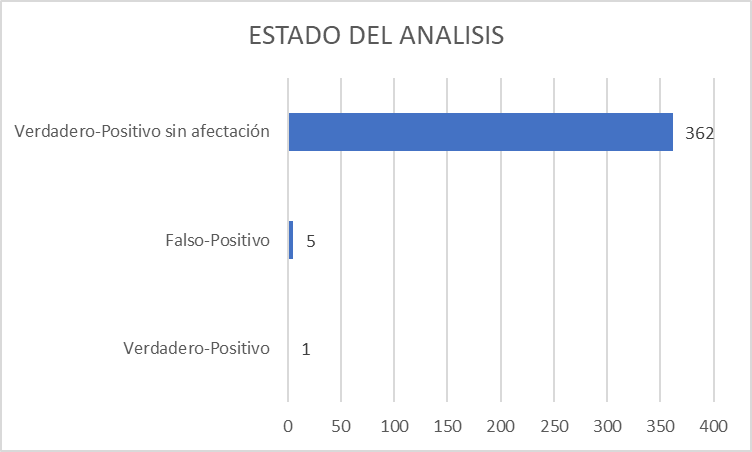 ESTADO DEL ANALISIS
Verdadero-Positivo sin afectación
362
Falso-Positivo
5
Verdadero-Positivo
1
0 50 100 150 200 250 300 350 400